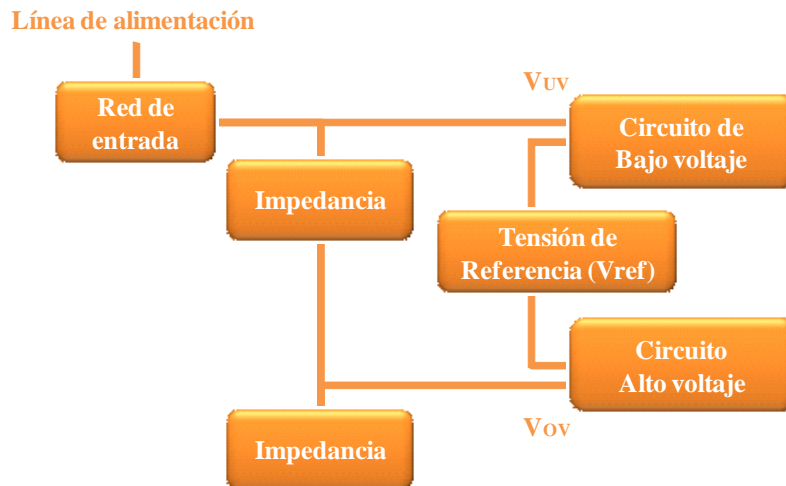 Línea de alimentación
Red de
entrada
VUV
Circuito de
Bajo voltaje
Impedancia
Tensión de
Referencia (Vref)
Circuito
Alto voltaje
VOV
Impedancia